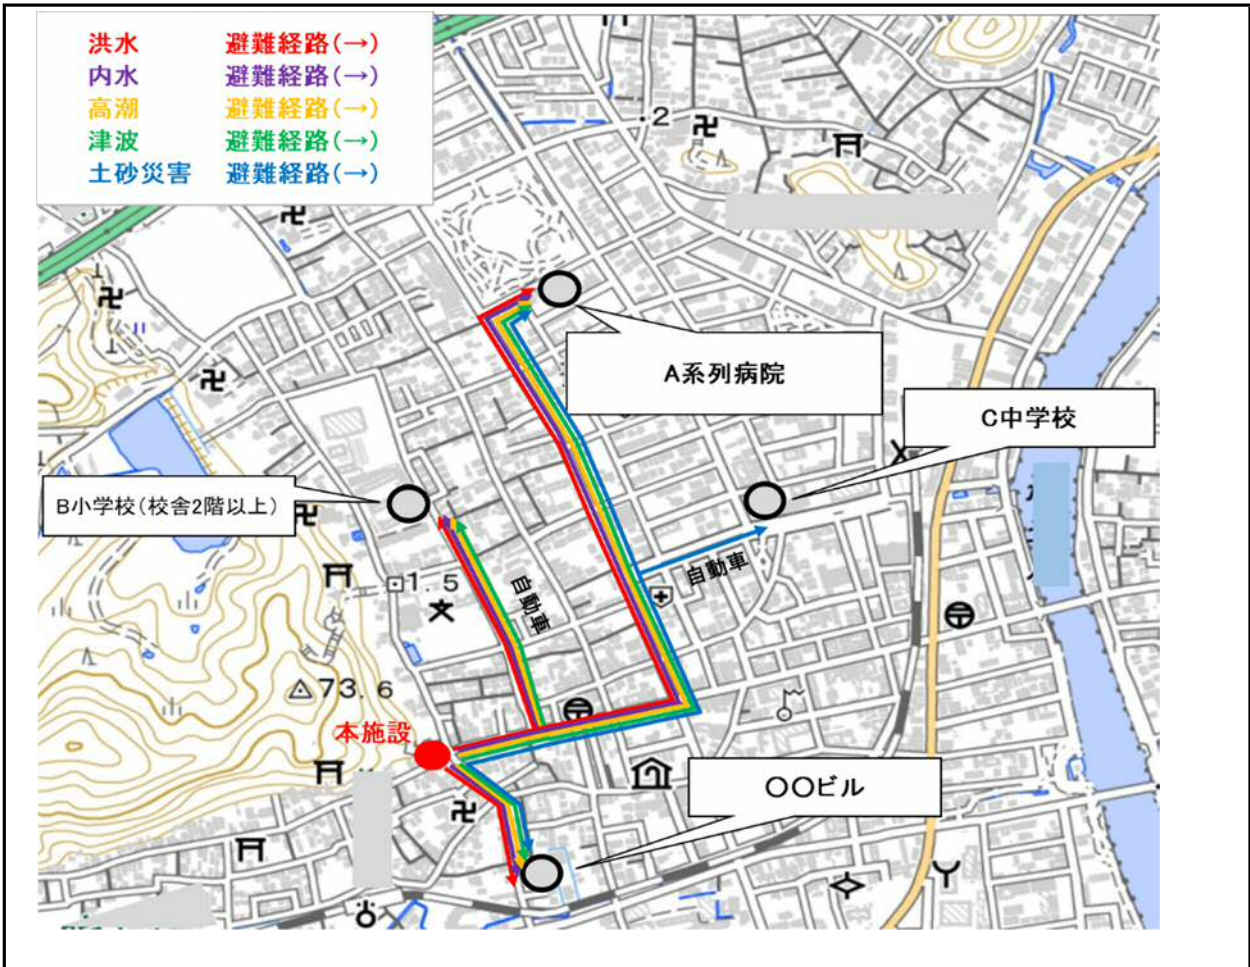 洪水 避難経路(→)
内水 避難経路(→)
高潮 避難経路(→)
津波 避難経路(→)
土砂災害 避難経路(→)
.2
A系列病院
C中学校
B小学校(校舎2階以上)
自動車
自動車
1.5
73.6
本施設
〇〇ビル